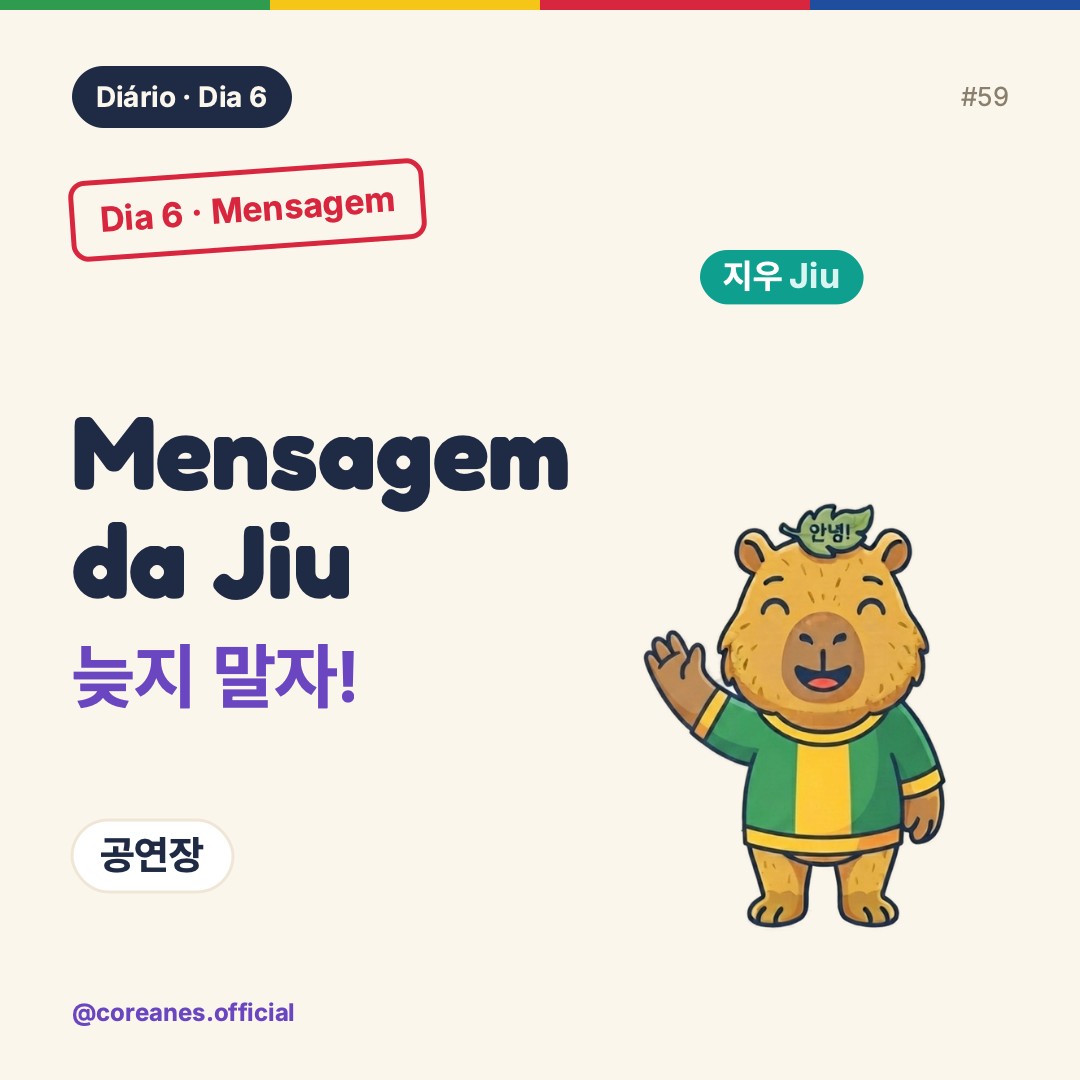 Diário · Dia 6
#59
Dia 6 · Mensagem
지우 Jiu
Mensagem
da Jiu
늦지 말자!
안녕!
공연장
@coreanes.official